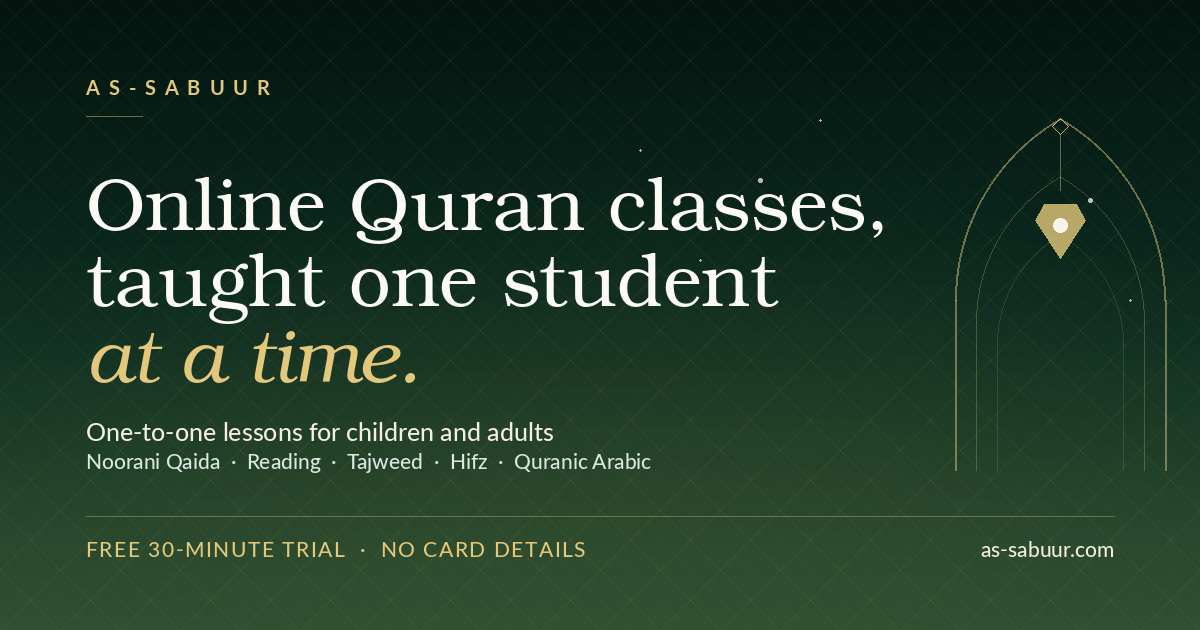 AS-SABUUR
Online Quran classes,
taught one student
at a time.
One-to-one lessons for children and adults
Noorani Qaida · Reading · Tajweed · Hifz · Quranic Arabic
FREE 30-MINUTE TRIAL · NO CARD DETAILS
as-sabuur.com